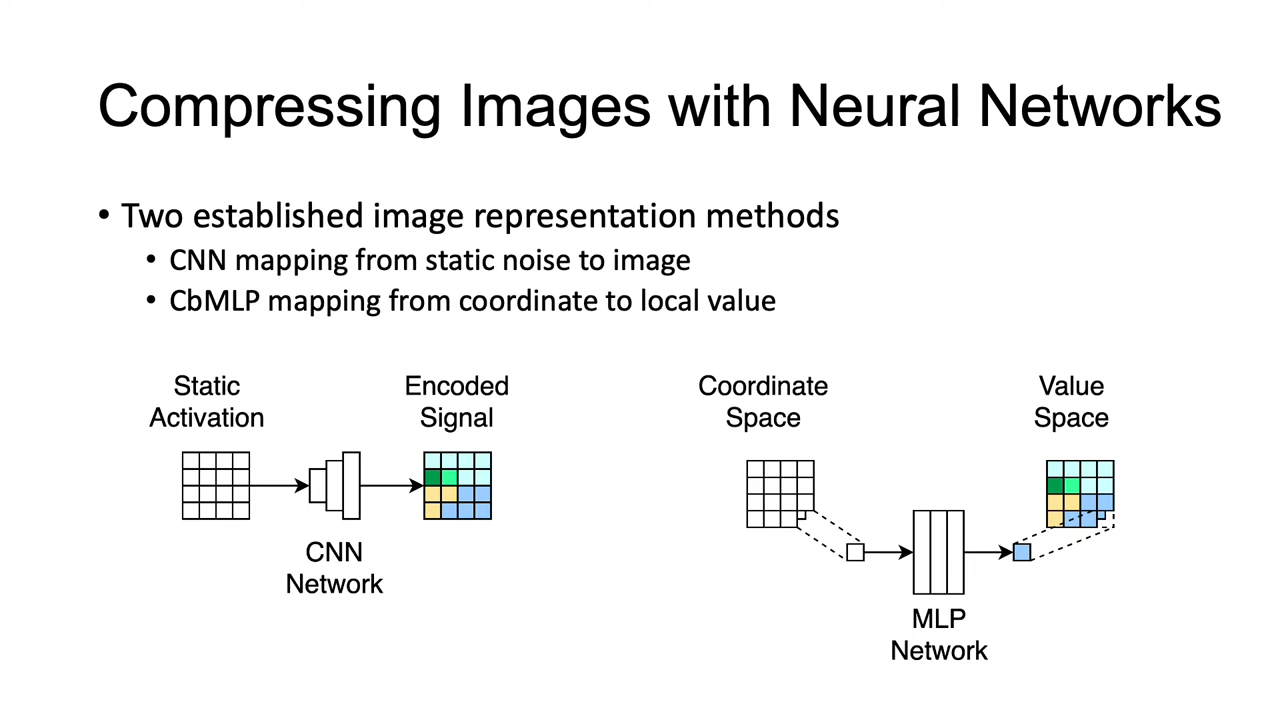 Compressing Images with Neural Networks
• Two established image representation methods
• CNN mapping from static noise to image
• CbMLP mapping from coordinate to local value
Static
Activation
Encoded
Signal
CNN
Network
Coordinate
Space
Value
Space
MLP
Network